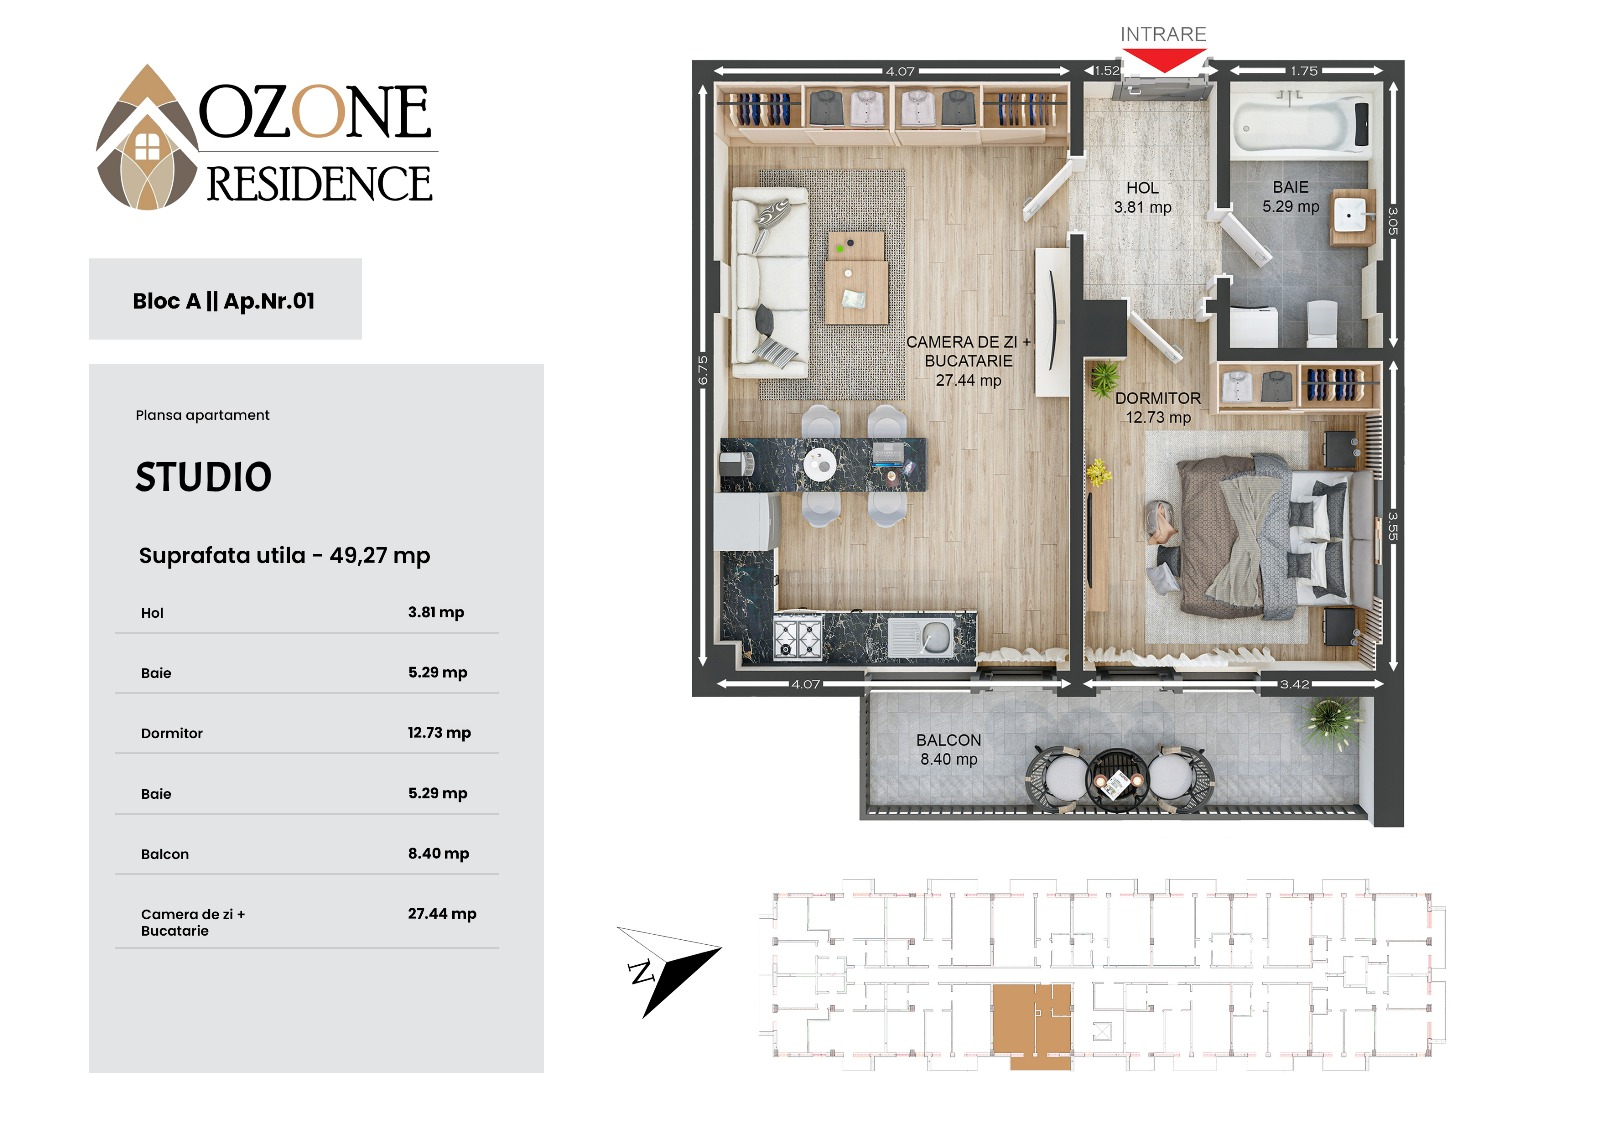 OZONE
RESIDENCE
Bloc A || Ap.Nr.01
Plansa apartament
STUDIO
Suprafata utila - 49,27 mp
Hol 3.81 mp
Baie 5.29 mp
Dormitor 12.73 mp
Baie 5.29 mp
Balcon 8.40 mp
Camera de zi + 27.44 mp
Bucatarie
INTRARE
4.07
1.52
1.75
HOL
3.81 mp
BAIE
5.29 mp
3.05
6.75
CAMERA DE ZI +
BUCATARIE
27.44 mp
DORMITOR
12.73 mp
3.55
4.07
3.42
BALCON
8.40 mp
N